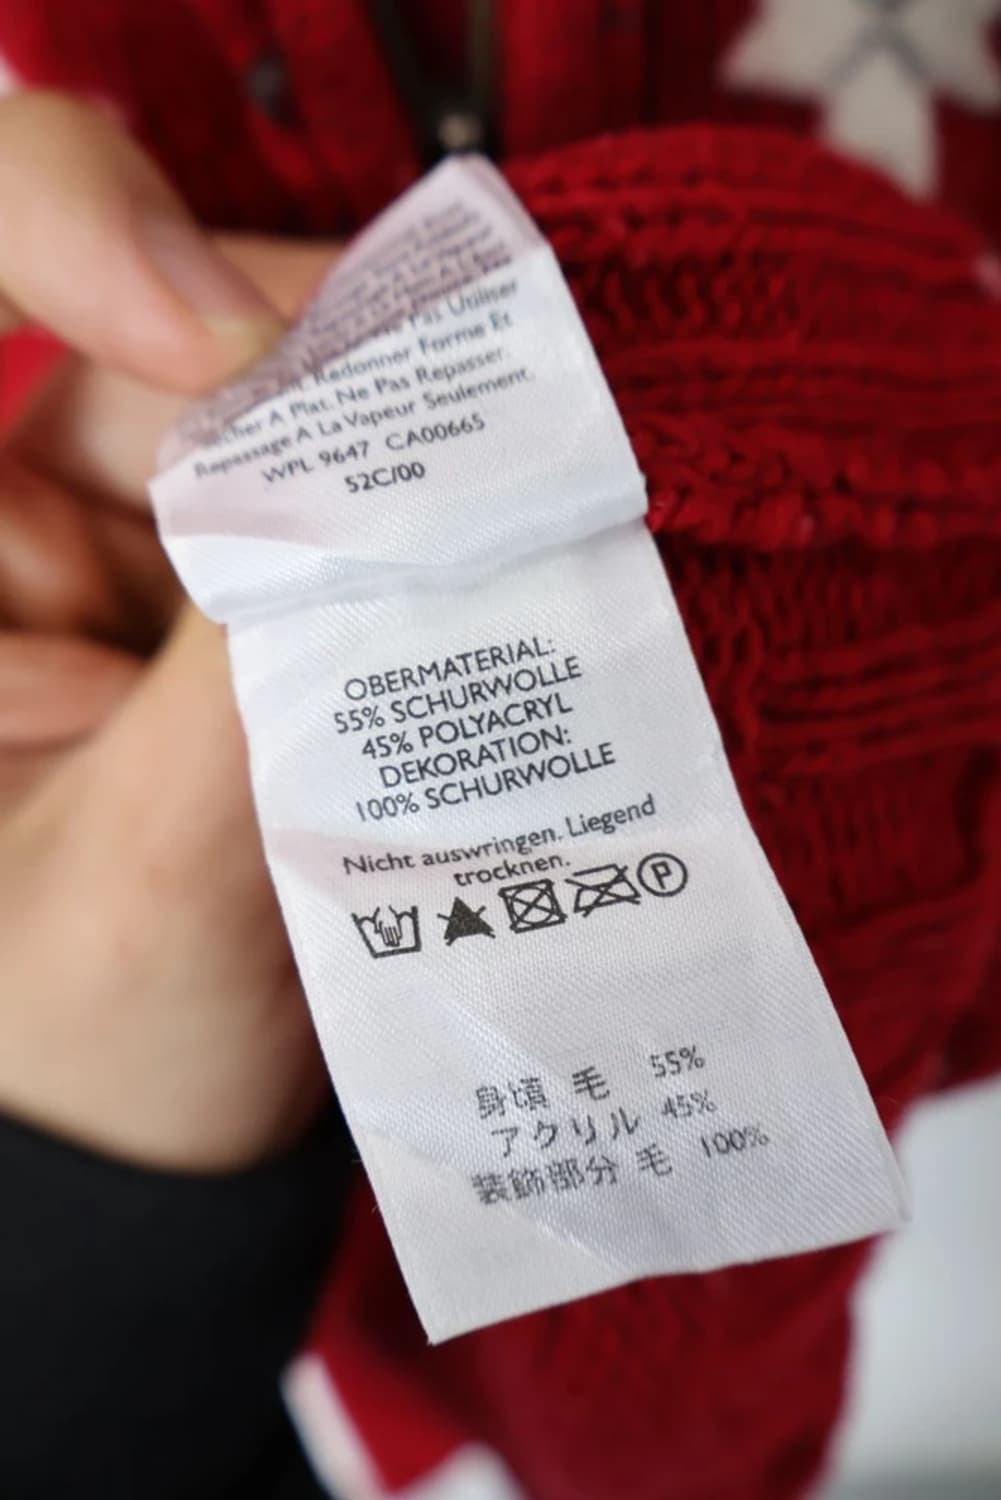 Pas Utiliser
Redonner Forme Et
A Plat. Ne Pas Repasser.
Repassage A La Vapeur Seulement.
WPL 9647 CA00665
52C/00
OBERMATERIAL:
55% SCHURWOLLE
45% POLYACRYL
DEKORATION:
100% SCHURWOLLE
Nicht auswringen. Liegend
trocknen.
P
身頃 毛 55%
アクリル 45%
装飾部分 毛 100%